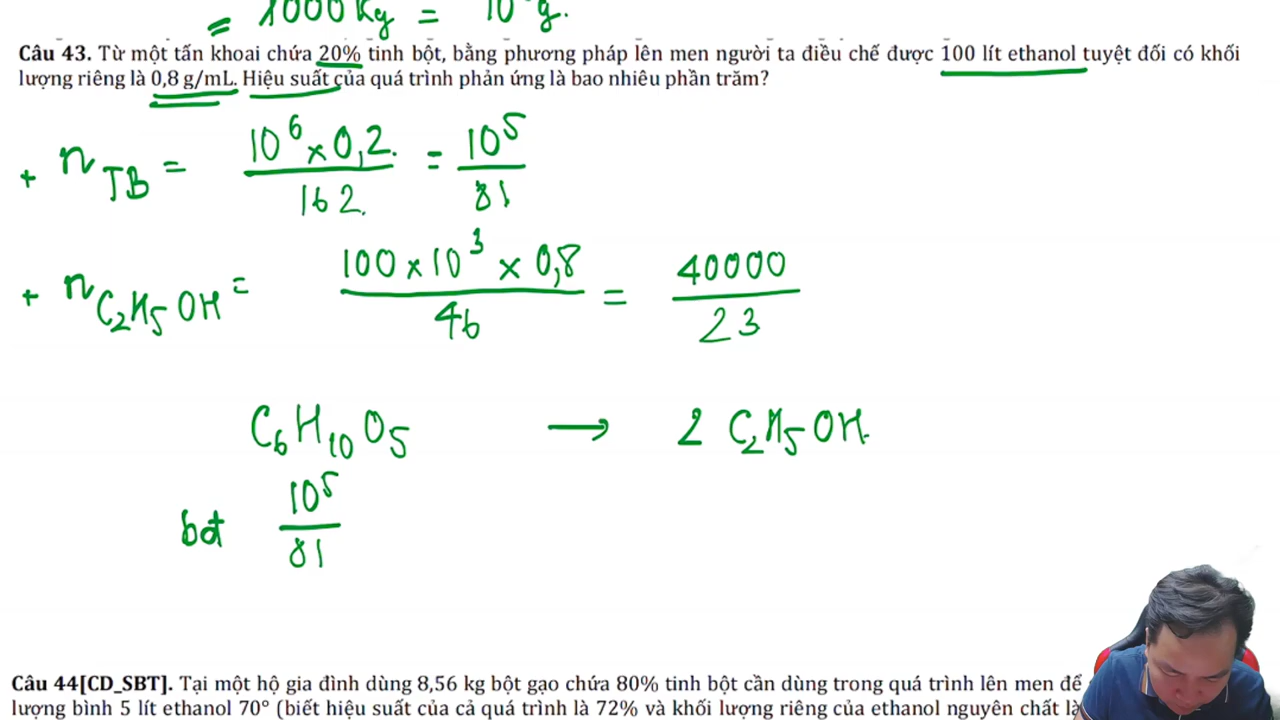 = 1000 Kg = 10⁶ g.
Câu 43. Từ một tấn khoai chứa 20% tinh bột, bằng phương pháp lên men người ta điều chế được 100 lít ethanol tuyệt đối có khối
lượng riêng là 0,8 g/mL. Hiệu suất của quá trình phản ứng là bao nhiêu phần trăm?
+ n_TB = (10⁶ × 0,2.)/(162.) = 10⁵/81
+ n_C₂H₅OH = (100 × 10³ × 0,8)/46 = 40000/23
C₆H₁₀O₅ → 2 C₂H₅OH.
bđ 10⁵/81
Câu 44[CD_SBT]. Tại một hộ gia đình dùng 8,56 kg bột gạo chứa 80% tinh bột cần dùng trong quá trình lên men để
lượng bình 5 lít ethanol 70° (biết hiệu suất của cả quá trình là 72% và khối lượng riêng của ethanol nguyên chất là